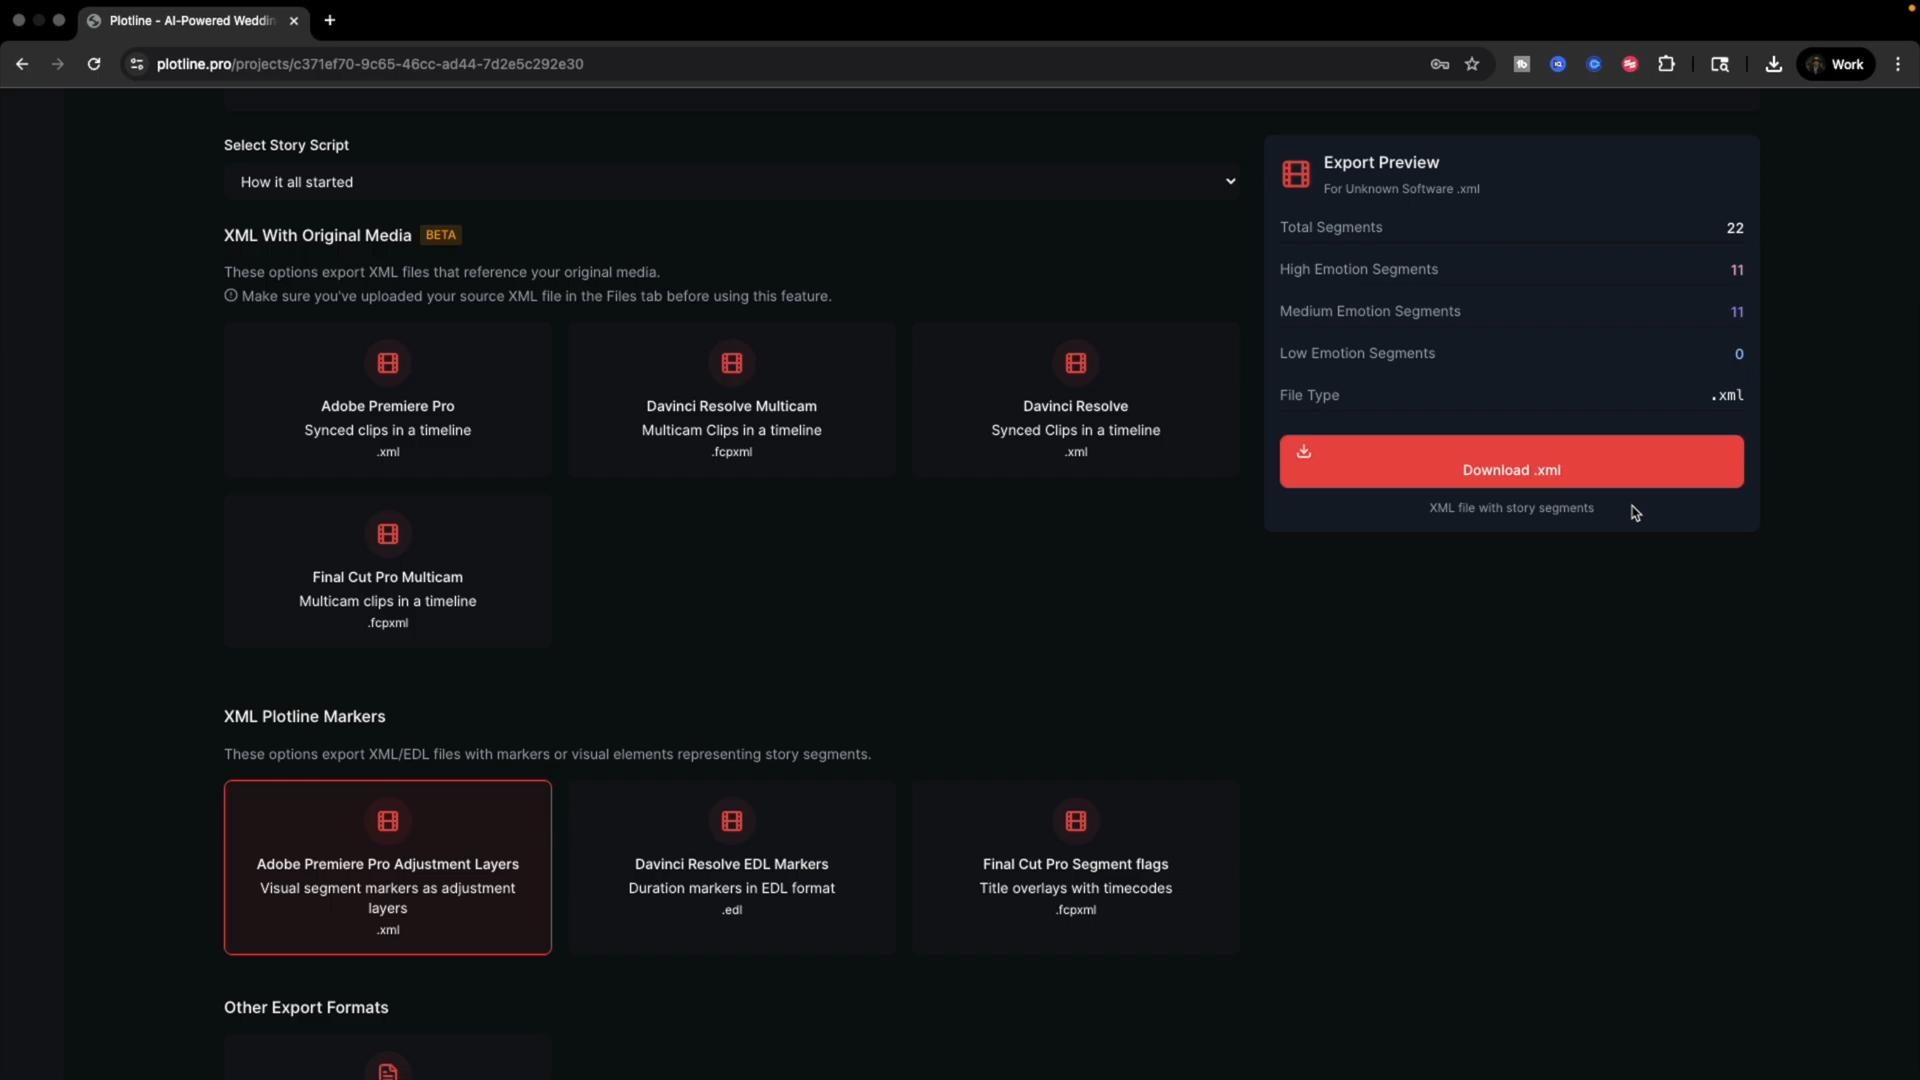 Plotline - AI-Powered Weddin
plotline.pro/projects/c371ef70-9c65-46cc-ad44-7d2e5c292e30
Work
Select Story Script
How it all started
XML With Original Media BETA
These options export XML files that reference your original media.
Make sure you've uploaded your source XML file in the Files tab before using this feature.
Adobe Premiere Pro
Synced clips in a timeline
.xml
Davinci Resolve Multicam
Multicam Clips in a timeline
.fcpxml
Davinci Resolve
Synced Clips in a timeline
.xml
Final Cut Pro Multicam
Multicam clips in a timeline
.fcpxml
XML Plotline Markers
These options export XML/EDL files with markers or visual elements representing story segments.
Adobe Premiere Pro Adjustment Layers
Visual segment markers as adjustment
layers
.xml
Davinci Resolve EDL Markers
Duration markers in EDL format
.edl
Final Cut Pro Segment flags
Title overlays with timecodes
.fcpxml
Other Export Formats
Export Preview
For Unknown Software .xml
Total Segments 22
High Emotion Segments 11
Medium Emotion Segments 11
Low Emotion Segments 0
File Type .xml
Download .xml
XML file with story segments